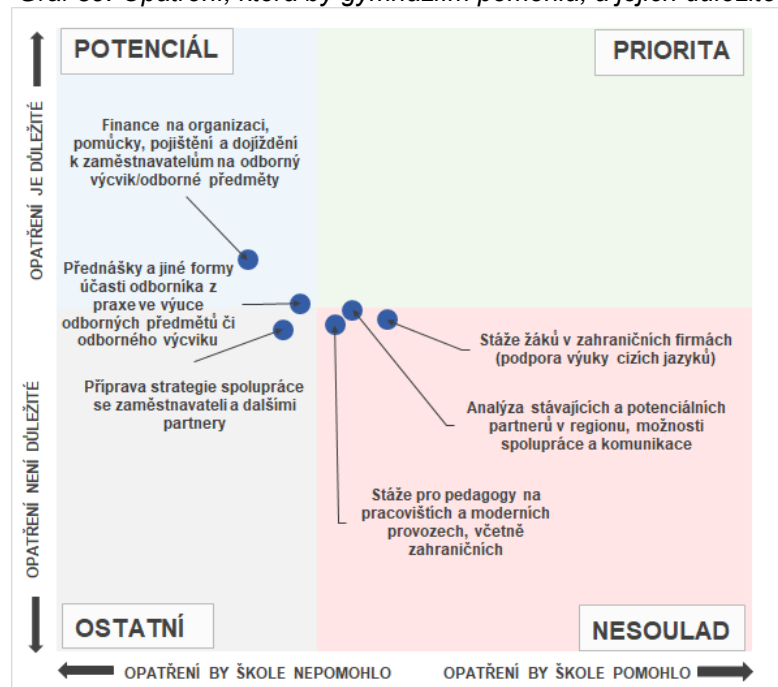 POTENCIÁL
PRIORITA
OPATŘENÍ JE DŮLEŽITÉ
Finance na organizaci,
pomůcky, pojištění a dojíždění
k zaměstnavatelům na odborný
výcvik/odborné předměty
Přednášky a jiné formy
účasti odborníka z
praxe ve výuce
odborných předmětů či
odborného výcviku
Příprava strategie spolupráce
se zaměstnavateli a dalšími
partnery
Stáže žáků v zahraničních firmách
(podpora výuky cizích jazyků)
Analýza stávajících a potenciálních
partnerů v regionu, možnosti
spolupráce a komunikace
Stáže pro pedagogy na
pracovištích a moderních
provozech, včetně
zahraničních
OPATŘENÍ NENÍ DŮLEŽITÉ
OSTATNÍ
NESOULAD
OPATŘENÍ BY ŠKOLE NEPOMOHLO
OPATŘENÍ BY ŠKOLE POMOHLO